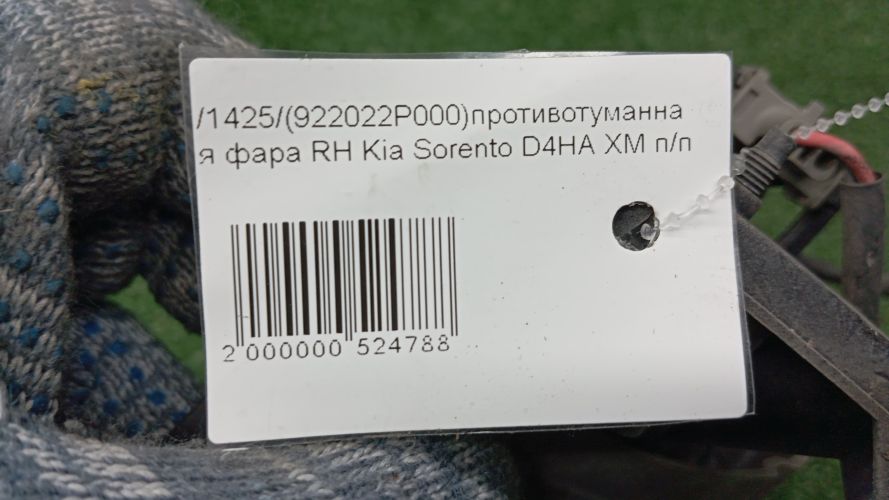 /1425/(922022P000)противотуманна
я фара RH Kia Sorento D4HA XM п/п
2 000000 524788